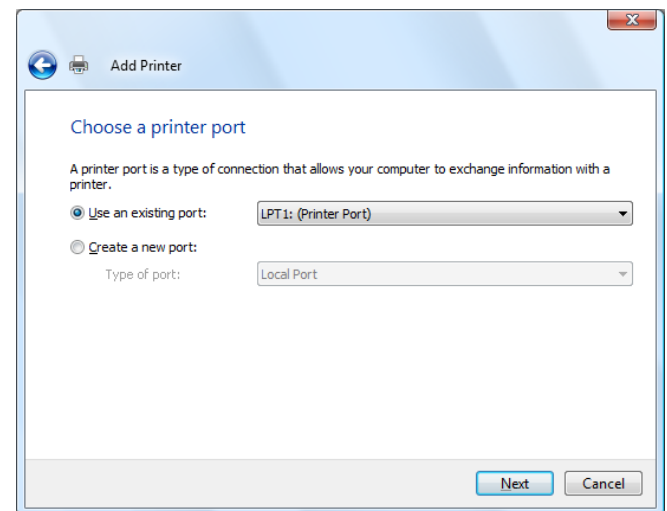 Add Printer
Choose a printer port
A printer port is a type of connection that allows your computer to exchange information with a
printer.
Use an existing port: LPT1: (Printer Port)
Create a new port:
Type of port: Local Port
Next Cancel